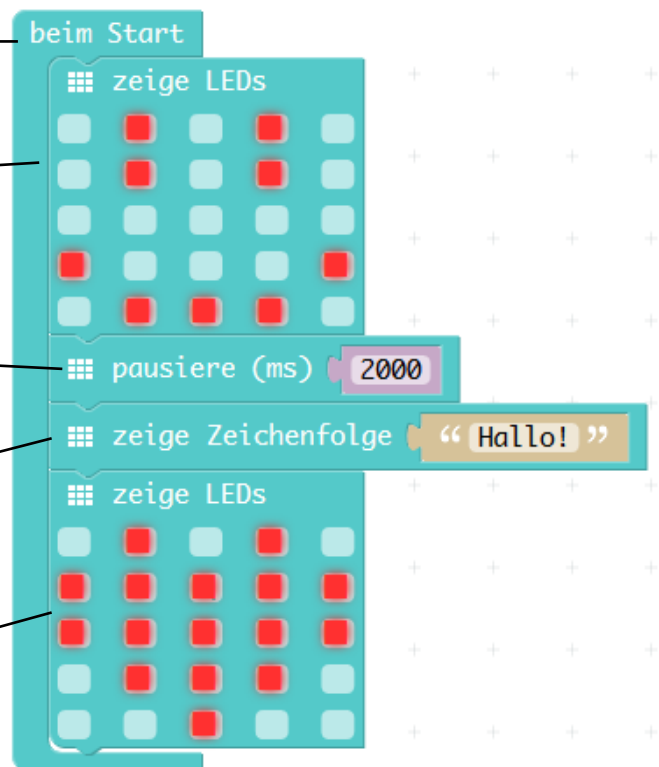 beim Start
zeige LEDs
pausiere (ms) 2000
zeige Zeichenfolge “ Hallo! ”
zeige LEDs